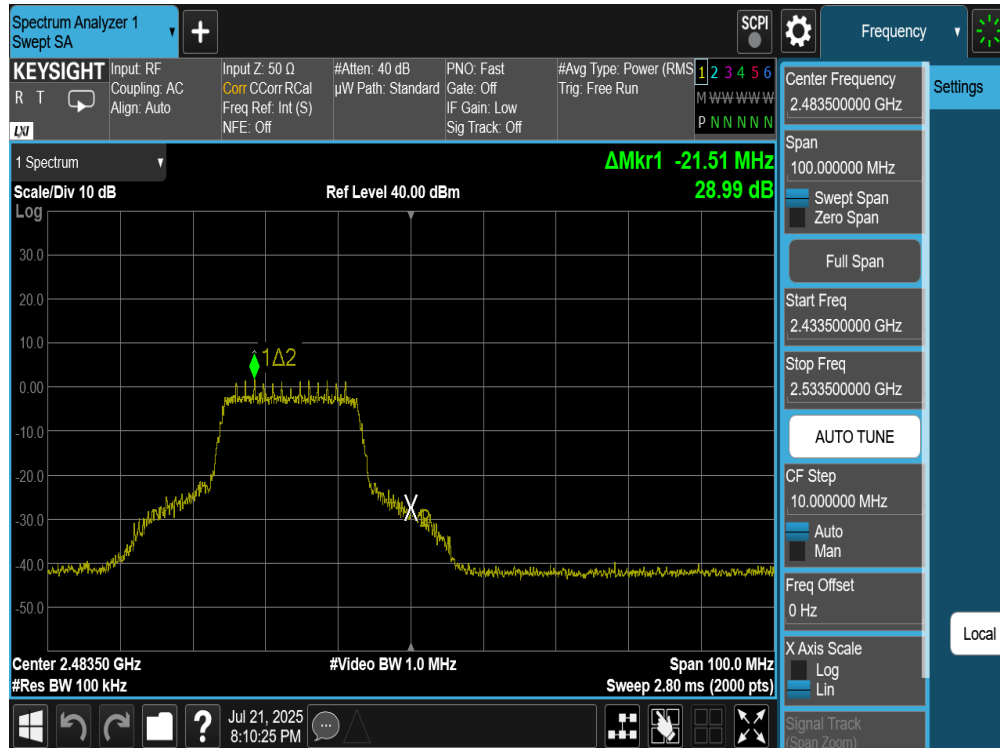 Spectrum Analyzer 1
Swept SA
+
SCPI
Frequency
KEYSIGHT
R T
LXI
Input: RF
Coupling: AC
Align: Auto
Input Z: 50 Ω
Corr CCorr RCal
Freq Ref: Int (S)
NFE: Off
#Atten: 40 dB
µW Path: Standard
PNO: Fast
Gate: Off
IF Gain: Low
Sig Track: Off
#Avg Type: Power (RMS
Trig: Free Run
1 2 3 4 5 6
M W W W W W
P N N N N N
1 Spectrum
ΔMkr1 -21.51 MHz
28.99 dB
Scale/Div 10 dB
Ref Level 40.00 dBm
Log
30.0
20.0
10.0
0.00
-10.0
-20.0
-30.0
-40.0
-50.0
1Δ2
X
Center 2.48350 GHz
#Video BW 1.0 MHz
Span 100.0 MHz
#Res BW 100 kHz
Sweep 2.80 ms (2000 pts)
?
Jul 21, 2025
8:10:25 PM
Center Frequency
2.483500000 GHz
Span
100.000000 MHz
Swept Span
Zero Span
Full Span
Start Freq
2.433500000 GHz
Stop Freq
2.533500000 GHz
AUTO TUNE
CF Step
10.000000 MHz
Auto
Man
Freq Offset
0 Hz
X Axis Scale
Log
Lin
Signal Track
(Span Zoom)
Settings
Local